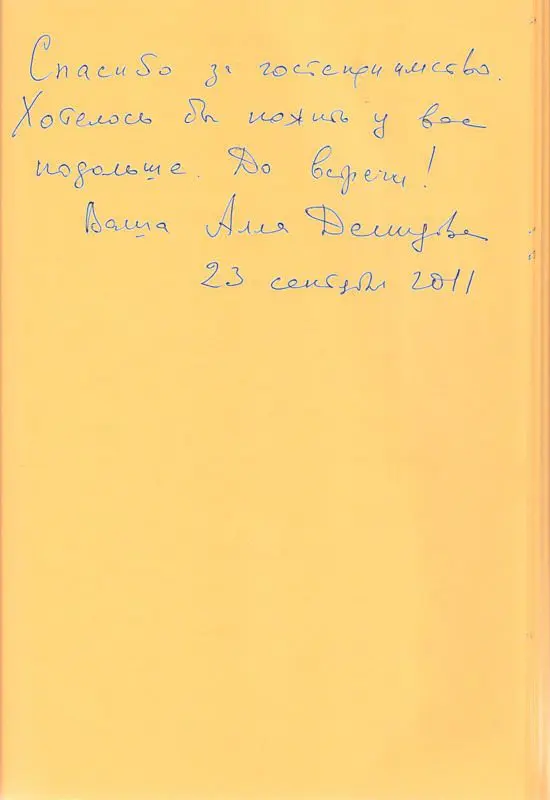 Спасибо за гостеприимство.
Хотелось бы пожить у вас
подольше. До встречи!
Ваша Алла Демидова
23 сентября 2011